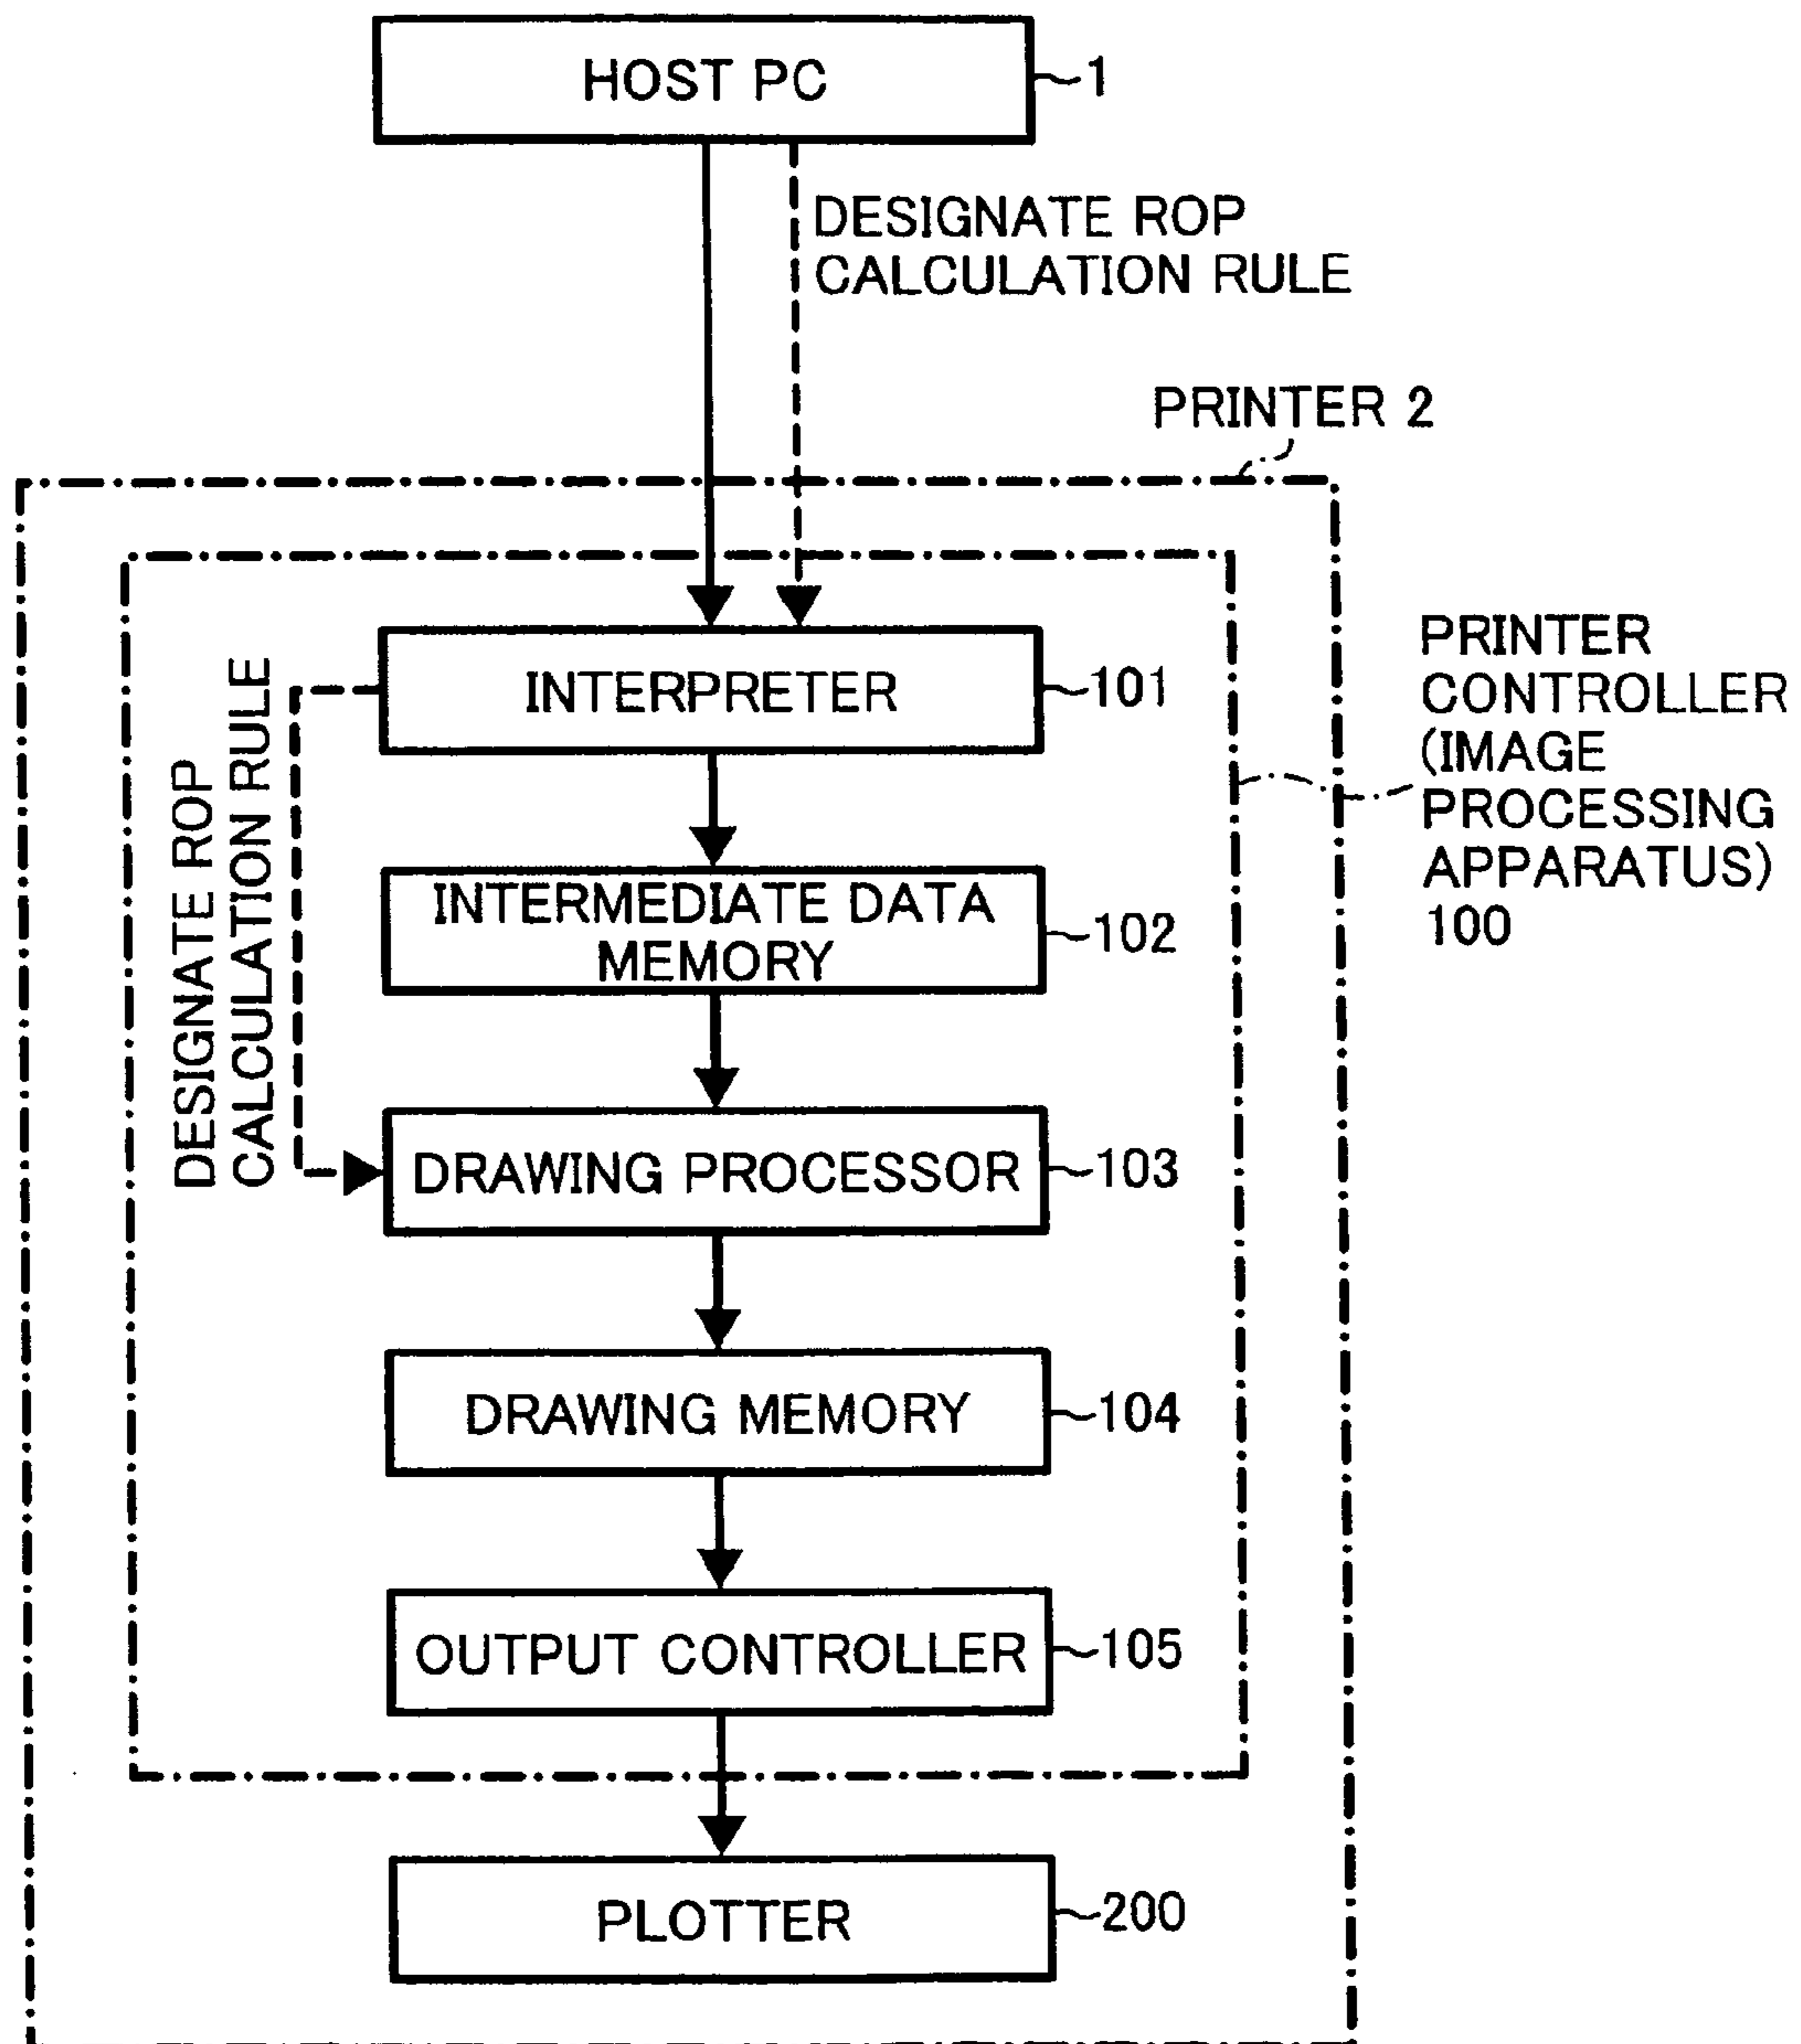 HOST PC
1
DESIGNATE ROP
CALCULATION RULE
PRINTER 2
INTERPRETER
101
PRINTER
CONTROLLER
(IMAGE
PROCESSING
APPARATUS)
100
DESIGNATE ROP
CALCULATION RULE
INTERMEDIATE DATA
MEMORY
102
DRAWING PROCESSOR
103
DRAWING MEMORY
104
OUTPUT CONTROLLER
105
PLOTTER
200